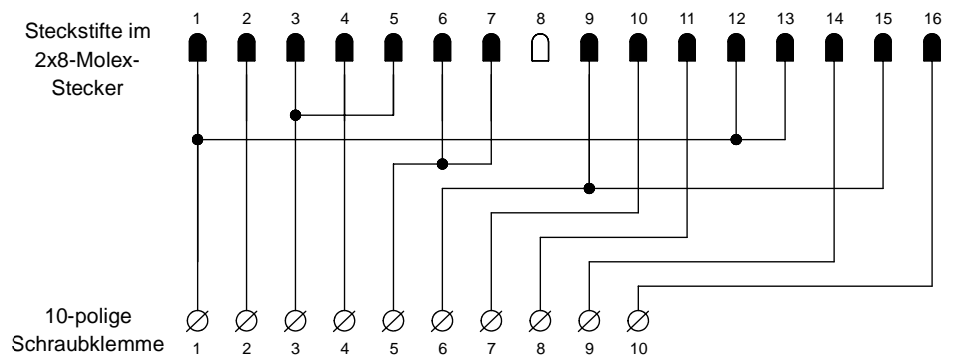 1 2 3 4 5 6 7 8 9 10 11 12 13 14 15 16
Steckstifte im
2x8-Molex-
Stecker
10-polige
Schraubklemme
1 2 3 4 5 6 7 8 9 10